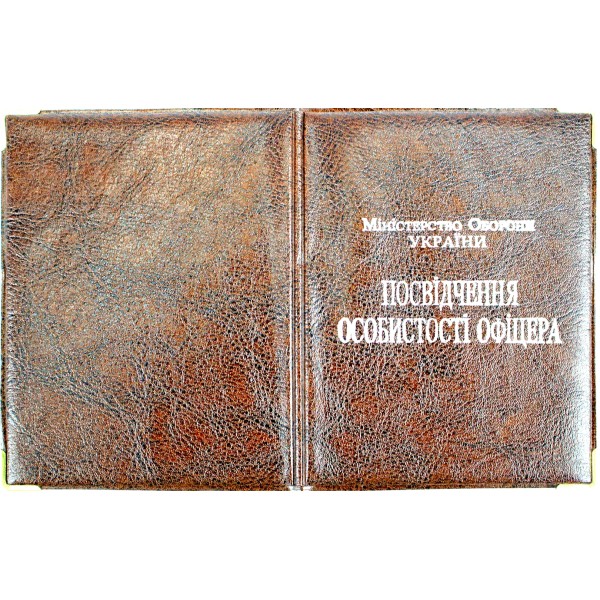 Міністерство Оборони
УКРАЇНИ
ПОСВІДЧЕННЯ
ОСОБИСТОСТІ ОФІЦЕРА